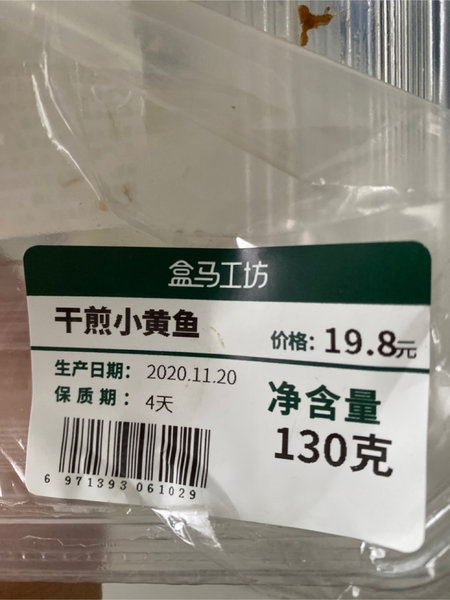 盒马工坊
干煎小黄鱼 价格: 19.8元
生产日期: 2020.11.20
保质期: 4天
净含量
130克
6 971393 061029